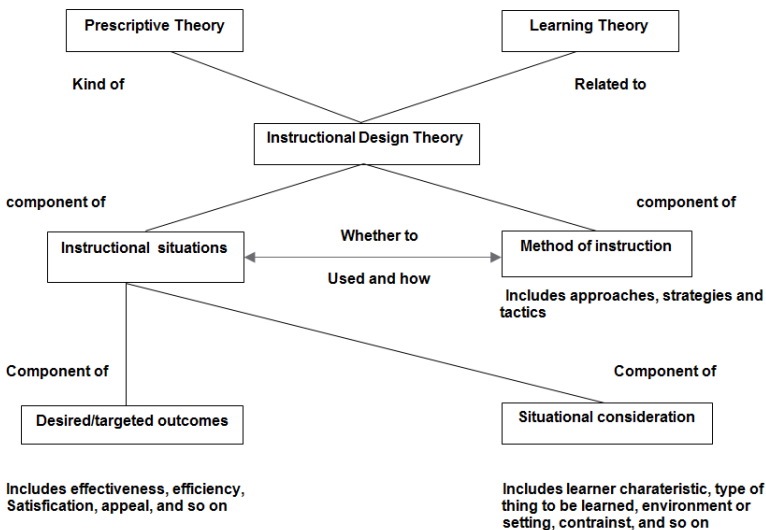 Prescriptive Theory
Learning Theory
Kind of
Related to
Instructional Design Theory
component of
component of
Instructional situations
Whether to
Method of instruction
Used and how
Includes approaches, strategies and
tactics
Component of
Component of
Desired/targeted outcomes
Situational consideration
Includes effectiveness, efficiency,
Satisfication, appeal, and so on
Includes learner charateristic, type of
thing to be learned, environment or
setting, contrainst, and so on